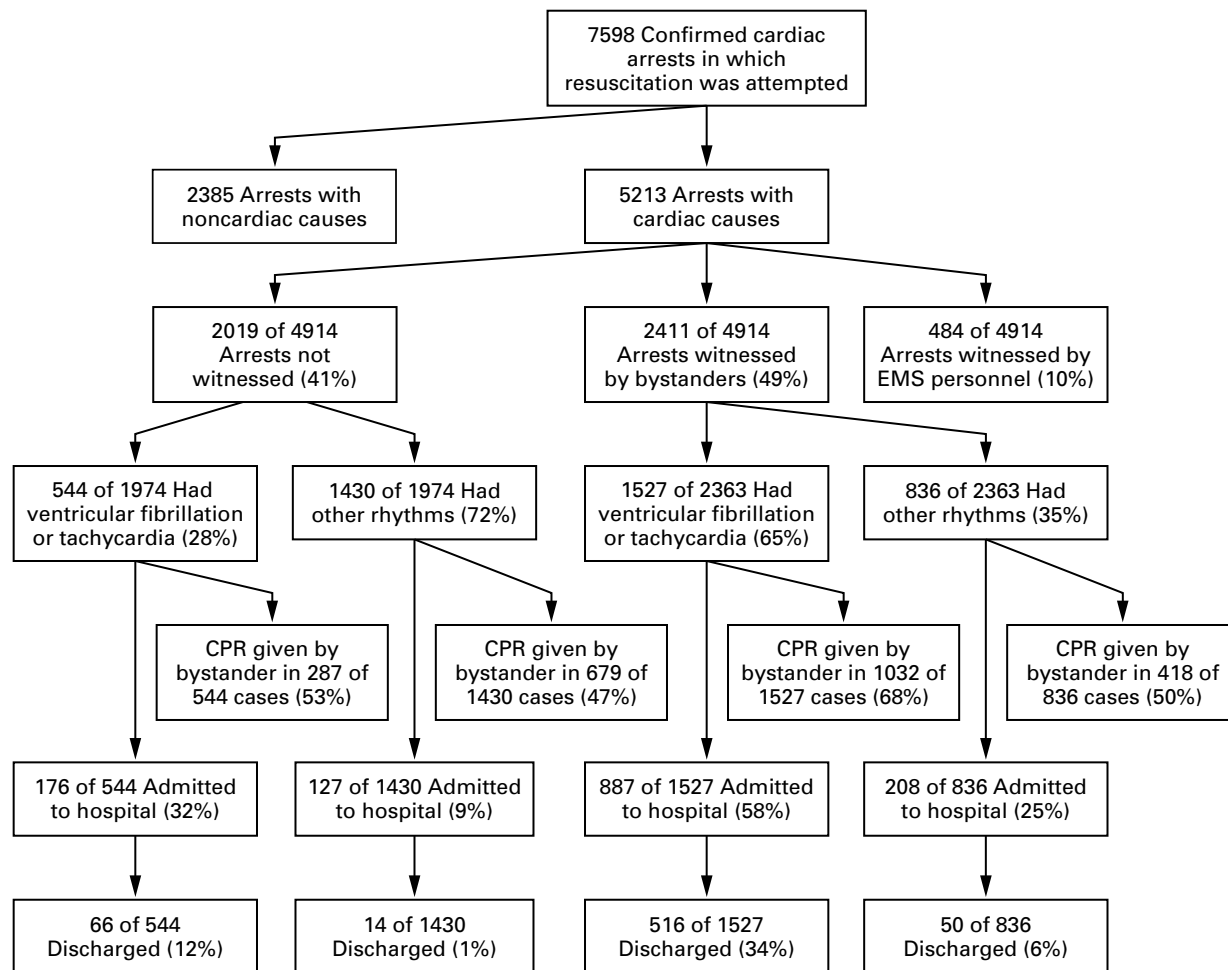 7598 Confirmed cardiac
arrests in which
resuscitation was attempted
2385 Arrests with
noncardiac causes
5213 Arrests with
cardiac causes
2019 of 4914
Arrests not
witnessed (41%)
2411 of 4914
Arrests witnessed
by bystanders (49%)
484 of 4914
Arrests witnessed by
EMS personnel (10%)
544 of 1974 Had
ventricular fibrillation
or tachycardia (28%)
1430 of 1974 Had
other rhythms (72%)
1527 of 2363 Had
ventricular fibrillation
or tachycardia (65%)
836 of 2363 Had
other rhythms (35%)
CPR given by
bystander in 287 of
544 cases (53%)
CPR given by
bystander in 679 of
1430 cases (47%)
CPR given by
bystander in 1032 of
1527 cases (68%)
CPR given by
bystander in 418 of
836 cases (50%)
176 of 544 Admitted
to hospital (32%)
127 of 1430 Admitted
to hospital (9%)
887 of 1527 Admitted
to hospital (58%)
208 of 836 Admitted
to hospital (25%)
66 of 544
Discharged (12%)
14 of 1430
Discharged (1%)
516 of 1527
Discharged (34%)
50 of 836
Discharged (6%)